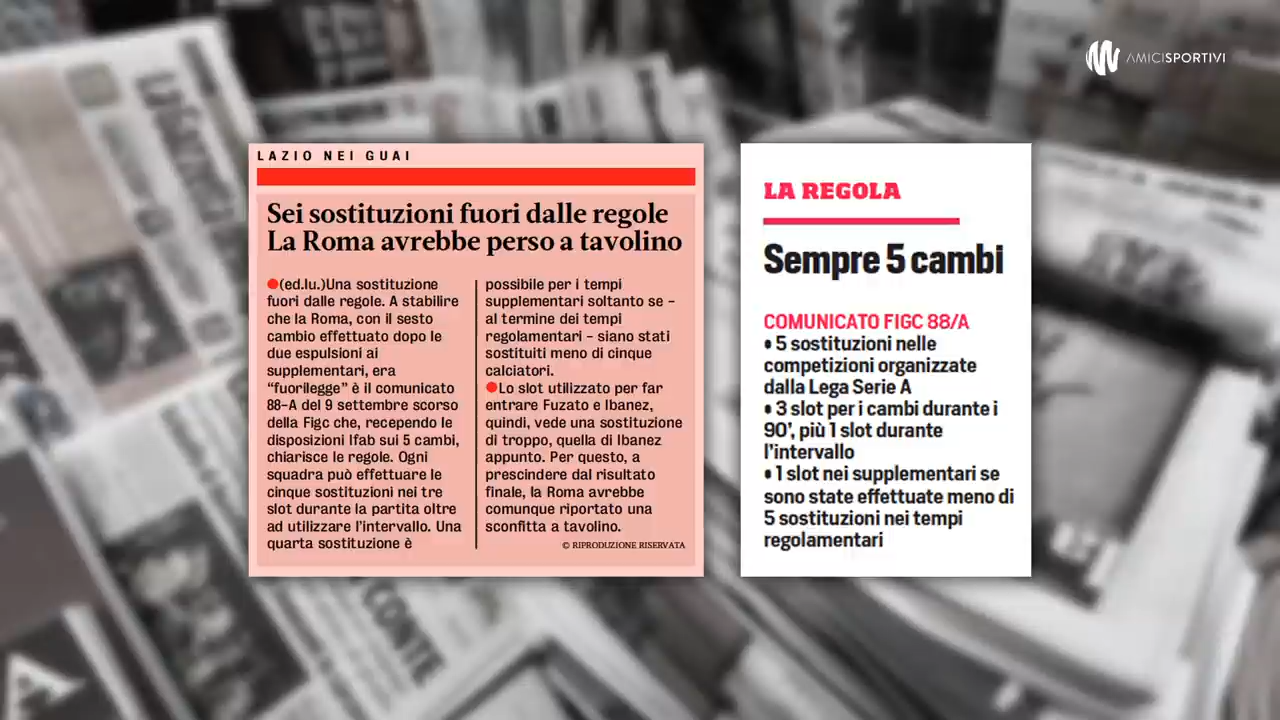 AMICISPORTIVI
LAZIO NEI GUAI
Sei sostituzioni fuori dalle regole
La Roma avrebbe perso a tavolino
(ed.lu.)Una sostituzione
fuori dalle regole. A stabilire
che la Roma, con il sesto
cambio effettuato dopo le
due espulsioni ai
supplementari, era
“fuorilegge” è il comunicato
88-A del 9 settembre scorso
della Figc che, recependo le
disposizioni Ifab sui 5 cambi,
chiarisce le regole. Ogni
squadra può effettuare le
cinque sostituzioni nei tre
slot durante la partita oltre
ad utilizzare l’intervallo. Una
quarta sostituzione è
possibile per i tempi
supplementari soltanto se –
al termine dei tempi
regolamentari – siano stati
sostituiti meno di cinque
calciatori.
Lo slot utilizzato per far
entrare Fuzato e Ibanez,
quindi, vede una sostituzione
di troppo, quella di Ibanez
appunto. Per questo, a
prescindere dal risultato
finale, la Roma avrebbe
comunque riportato una
sconfitta a tavolino.
© RIPRODUZIONE RISERVATA
LA REGOLA
Sempre 5 cambi
COMUNICATO FIGC 88/A
• 5 sostituzioni nelle
competizioni organizzate
dalla Lega Serie A
• 3 slot per i cambi durante i
90’, più 1 slot durante
l’intervallo
• 1 slot nei supplementari se
sono state effettuate meno di
5 sostituzioni nei tempi
regolamentari
CONTE